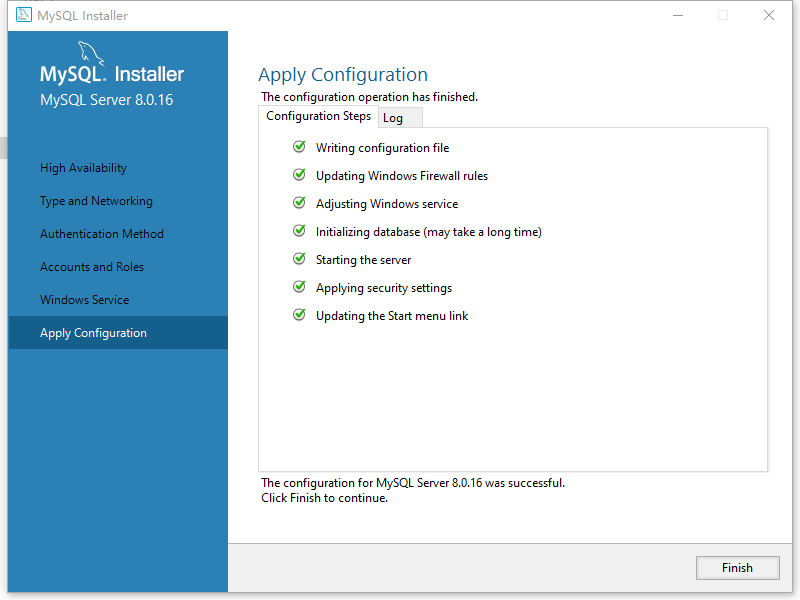 MySQL Installer
MySQL. Installer
MySQL Server 8.0.16
High Availability
Type and Networking
Authentication Method
Accounts and Roles
Windows Service
Apply Configuration
Apply Configuration
The configuration operation has finished.
Configuration Steps Log
Writing configuration file
Updating Windows Firewall rules
Adjusting Windows service
Initializing database (may take a long time)
Starting the server
Applying security settings
Updating the Start menu link
The configuration for MySQL Server 8.0.16 was successful.
Click Finish to continue.
Finish